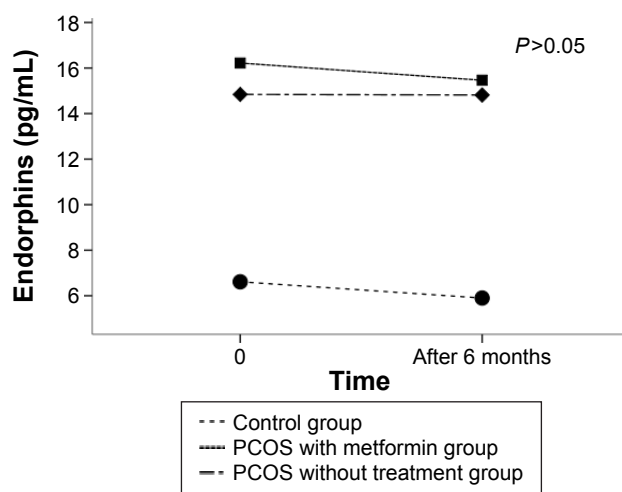 18
16
14
12
10
8
6
Endorphins (pg/mL)
P>0.05
0 After 6 months
Time
Control group
PCOS with metformin group
PCOS without treatment group